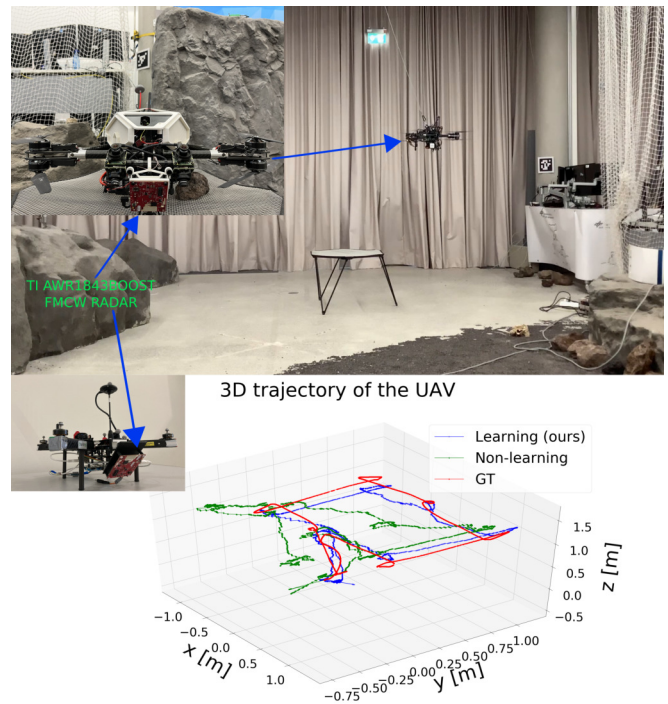 TI AWR1843BOOST
FMCW RADAR
3D trajectory of the UAV
Learning (ours)
Non-learning
GT
1.5
1.0
0.5
0.0
−0.5
z [m]
−1.0
−0.5
0.0
0.5
1.0
x [m]
−0.75
−0.50
−0.25
0.00
0.25
0.50
0.75
1.00
y [m]